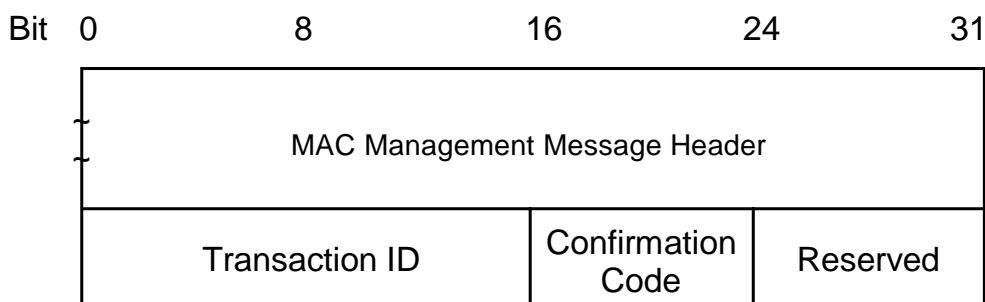 Bit 0 8 16 24 31
~
~
MAC Management Message Header
Transaction ID Confirmation Code Reserved